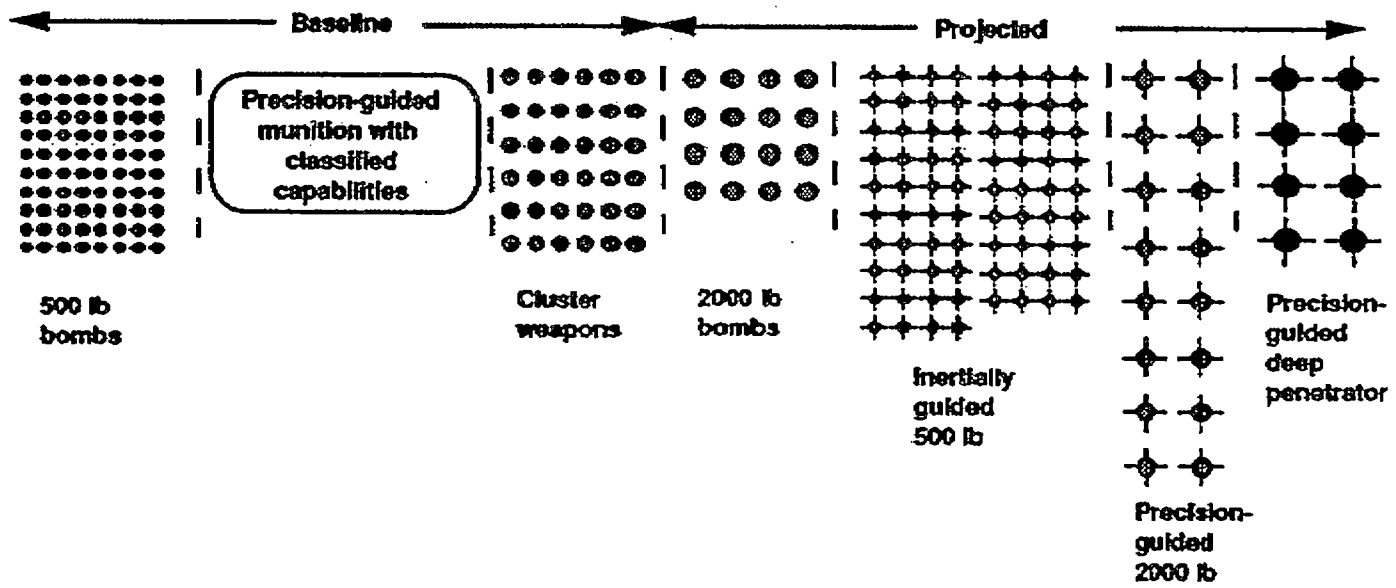 Baseline
Projected
Precision-guided
munition with
classified
capabilities
500 lb
bombs
Cluster
weapons
2000 lb
bombs
Inertially
guided
500 lb
Precision-
guided
2000 lb
Precision-
guided
deep
penetrator